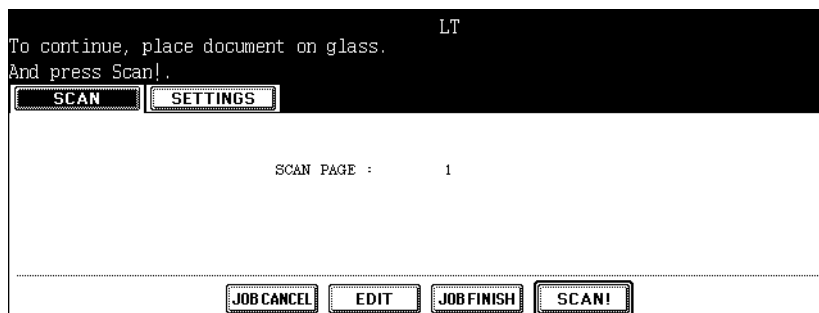 LT
To continue, place document on glass.
And press Scan!.
SCAN SETTINGS
SCAN PAGE : 1
JOB CANCEL EDIT JOB FINISH SCAN!